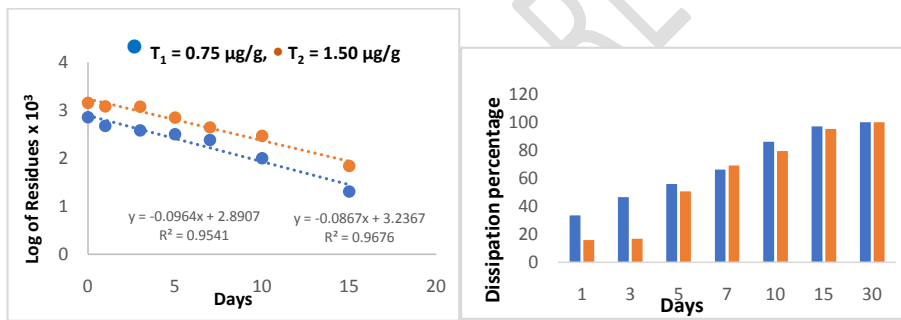 T1 = 0.75 µg/g, T2 = 1.50 µg/g
Log of Residues x 10³
4
3
2
1
0
y = -0.0964x + 2.8907
R² = 0.9541
y = -0.0867x + 3.2367
R² = 0.9676
0 5 10 15 20
Days
Dissipation percentage
120
100
80
60
40
20
0
1 3 5 7 10 15 30
Days